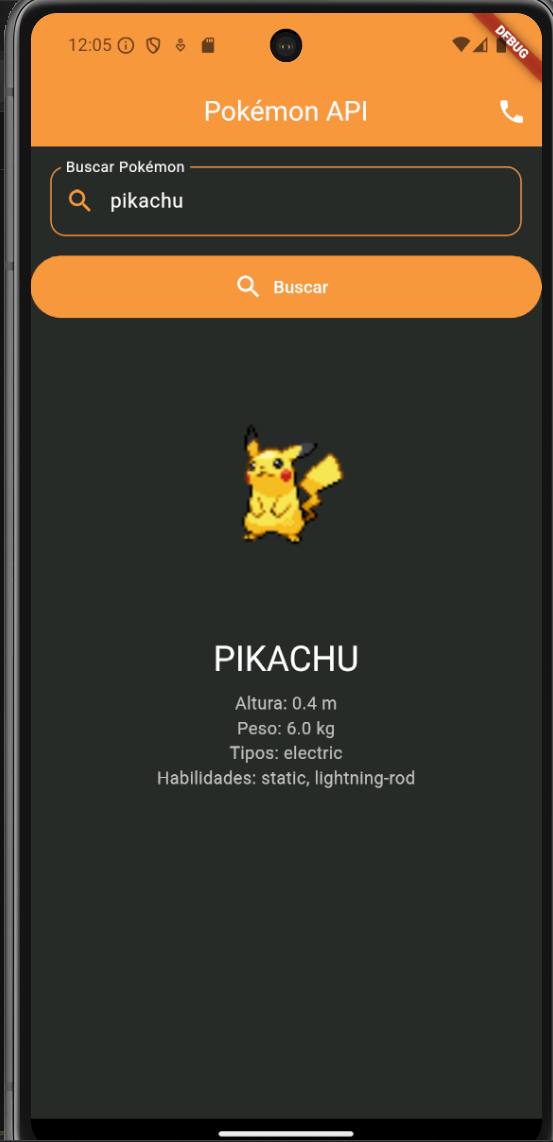 12:05
DEBUG
Pokémon API
Buscar Pokémon
pikachu
Buscar
PIKACHU
Altura: 0.4 m
Peso: 6.0 kg
Tipos: electric
Habilidades: static, lightning-rod